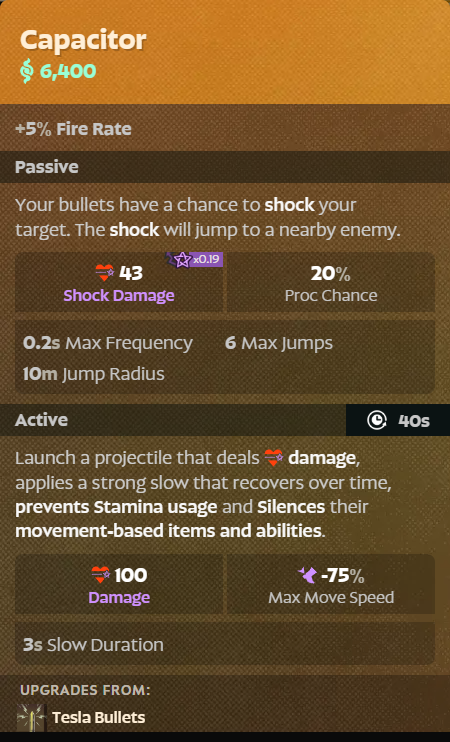 Capacitor
6,400
+5% Fire Rate
Passive
Your bullets have a chance to shock your
target. The shock will jump to a nearby enemy.
x0.19
43
Shock Damage
20%
Proc Chance
0.2s Max Frequency 6 Max Jumps
10m Jump Radius
Active 40s
Launch a projectile that deals damage,
applies a strong slow that recovers over time,
prevents Stamina usage and Silences their
movement-based items and abilities.
100
Damage
-75%
Max Move Speed
3s Slow Duration
UPGRADES FROM:
Tesla Bullets